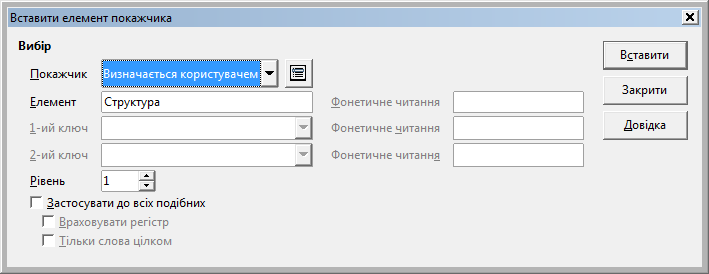 Вставити елемент покажчика
Вибір
Покажчик Визначається користувачем
Елемент Структура Фонетичне читання
1-ий ключ Фонетичне читання
2-ий ключ Фонетичне читання
Рівень 1
Застосувати до всіх подібних
Враховувати регістр
Тільки слова цілком
Вставити
Закрити
Довідка